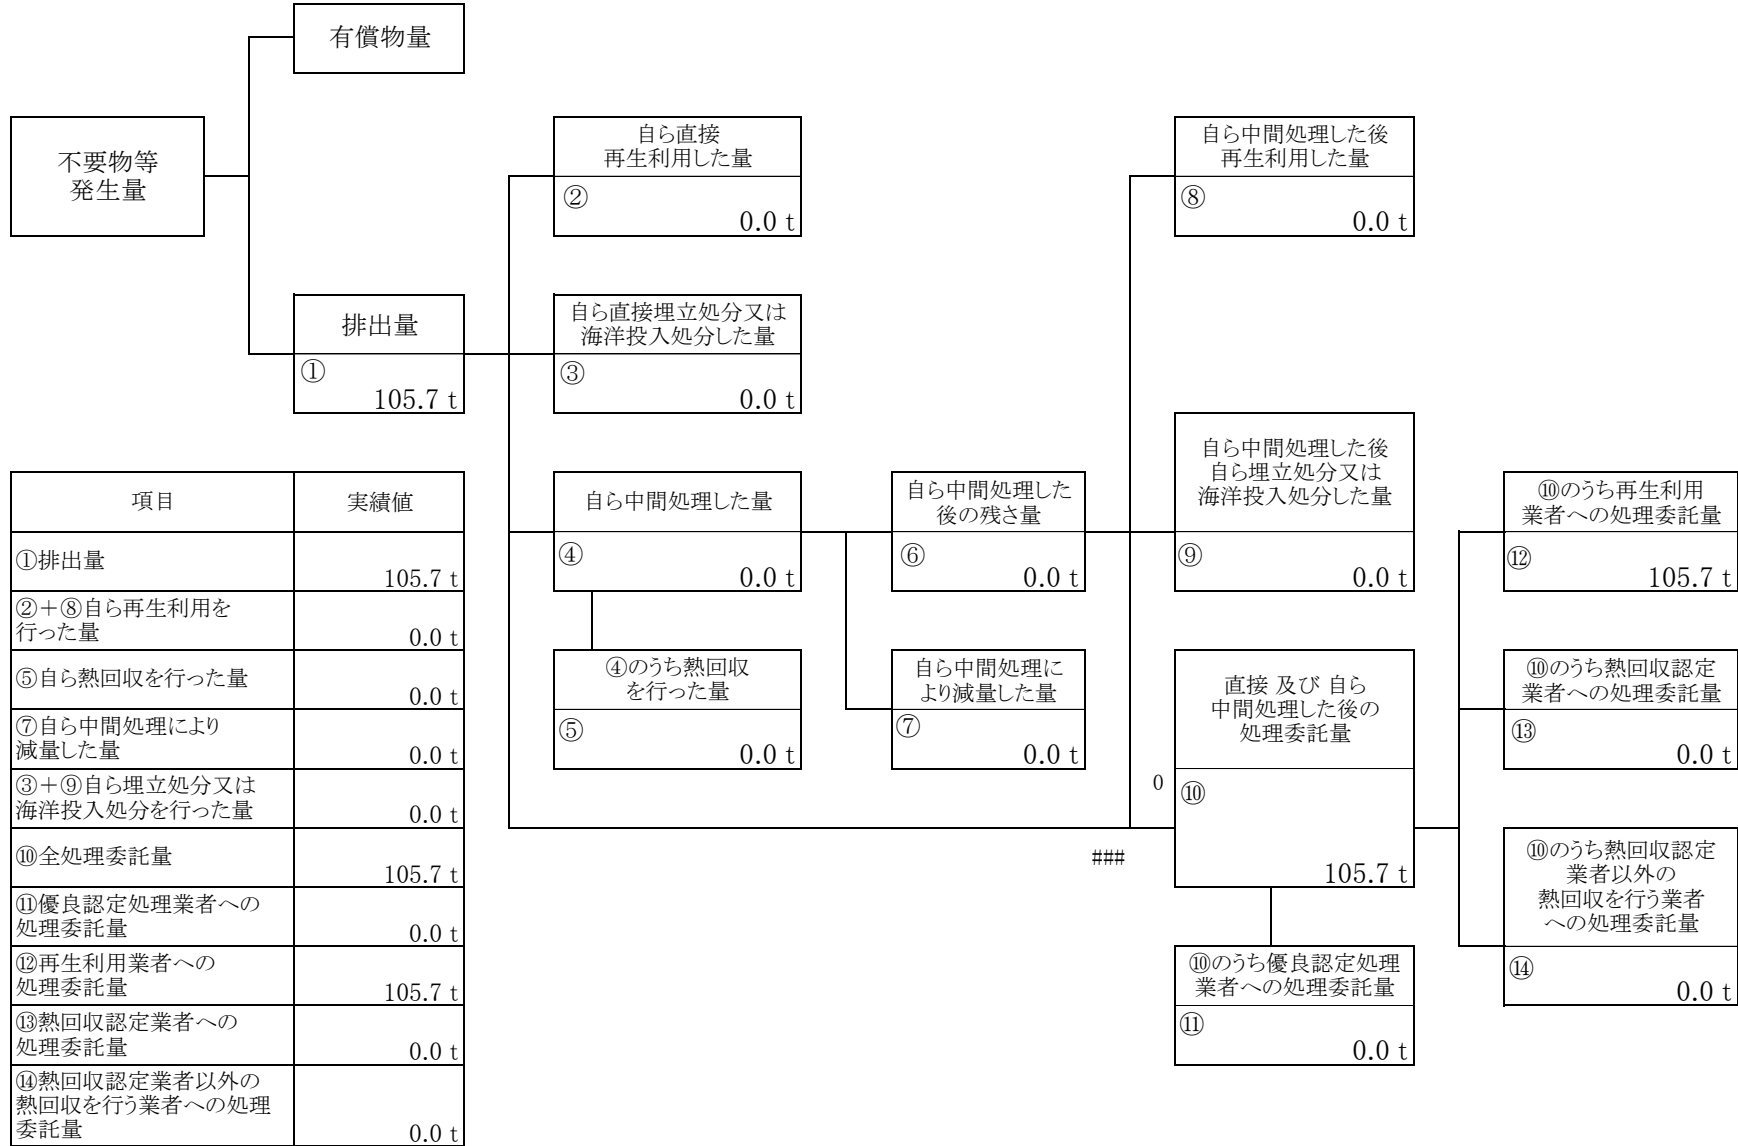 有償物量
不要物等
発生量
自ら直接
再生利用した量
②
0.0 t
自ら中間処理した後
再生利用した量
⑧
0.0 t
排出量
①
105.7 t
自ら直接埋立処分又は
海洋投入処分した量
③
0.0 t
自ら中間処理した後
自ら埋立処分又は
海洋投入処分した量
⑨
0.0 t
自ら中間処理した量
④
0.0 t
自ら中間処理した
後の残さ量
⑥
0.0 t
⑩のうち再生利用
業者への処理委託量
⑫
105.7 t
④のうち熱回収
を行った量
⑤
0.0 t
自ら中間処理に
より減量した量
⑦
0.0 t
直接 及び 自ら
中間処理した後の
処理委託量
0
⑩
105.7 t
###
⑩のうち熱回収認定
業者への処理委託量
⑬
0.0 t
⑩のうち熱回収認定
業者以外の
熱回収を行う業者
への処理委託量
⑭
0.0 t
⑩のうち優良認定処理
業者への処理委託量
⑪
0.0 t
項目 実績値
①排出量
105.7 t
②+⑧自ら再生利用を
行った量
0.0 t
⑤自ら熱回収を行った量
0.0 t
⑦自ら中間処理により
減量した量
0.0 t
③+⑨自ら埋立処分又は
海洋投入処分を行った量
0.0 t
⑩全処理委託量
105.7 t
⑪優良認定処理業者への
処理委託量
0.0 t
⑫再生利用業者への
処理委託量
105.7 t
⑬熱回収認定業者への
処理委託量
0.0 t
⑭熱回収認定業者以外の
熱回収を行う業者への処理
委託量
0.0 t